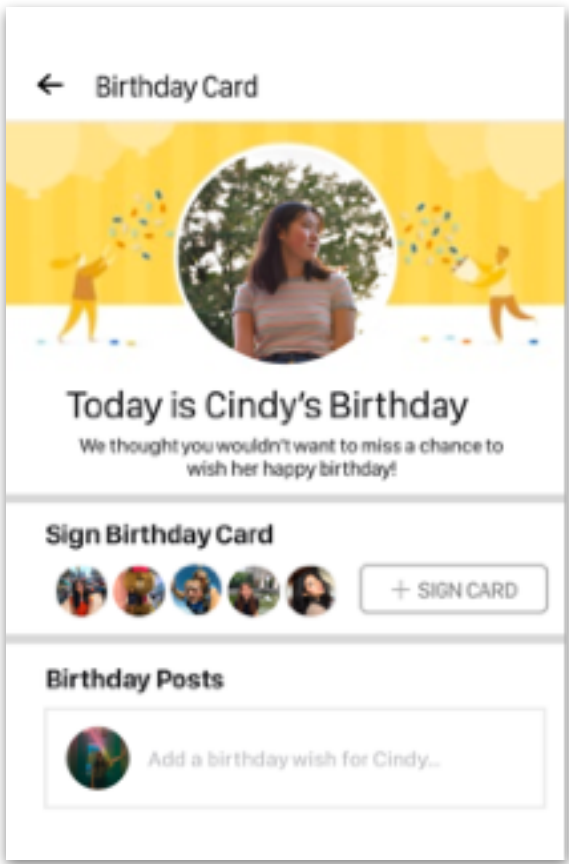 Birthday Card
Today is Cindy's Birthday
We thought you wouldn't want to miss a chance to
wish her happy birthday!
Sign Birthday Card
+ SIGN CARD
Birthday Posts
Add a birthday wish for Cindy...